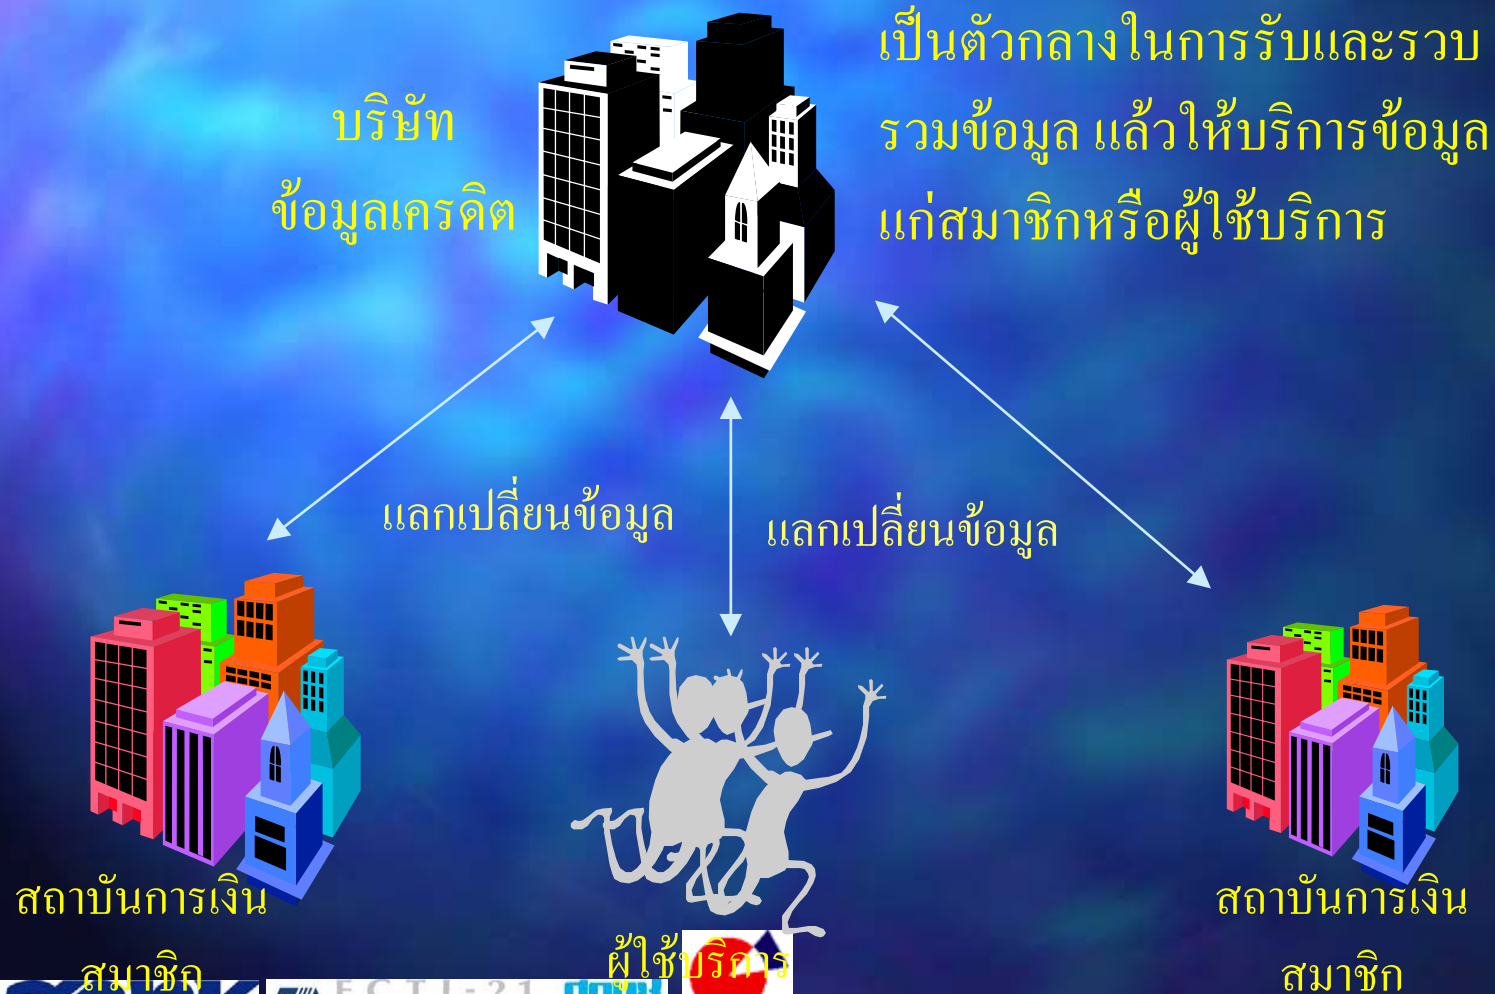 เป็นตัวกลางในการรับและรวบ
รวมข้อมูล แล้วให้บริการข้อมูล
แก่สมาชิกหรือผู้ใช้บริการ
บริษัท
ข้อมูลเครดิต
แลกเปลี่ยนข้อมูล
แลกเปลี่ยนข้อมูล
สถาบันการเงิน
สมาชิก
ผู้ใช้บริการ
สถาบันการเงิน
สมาชิก